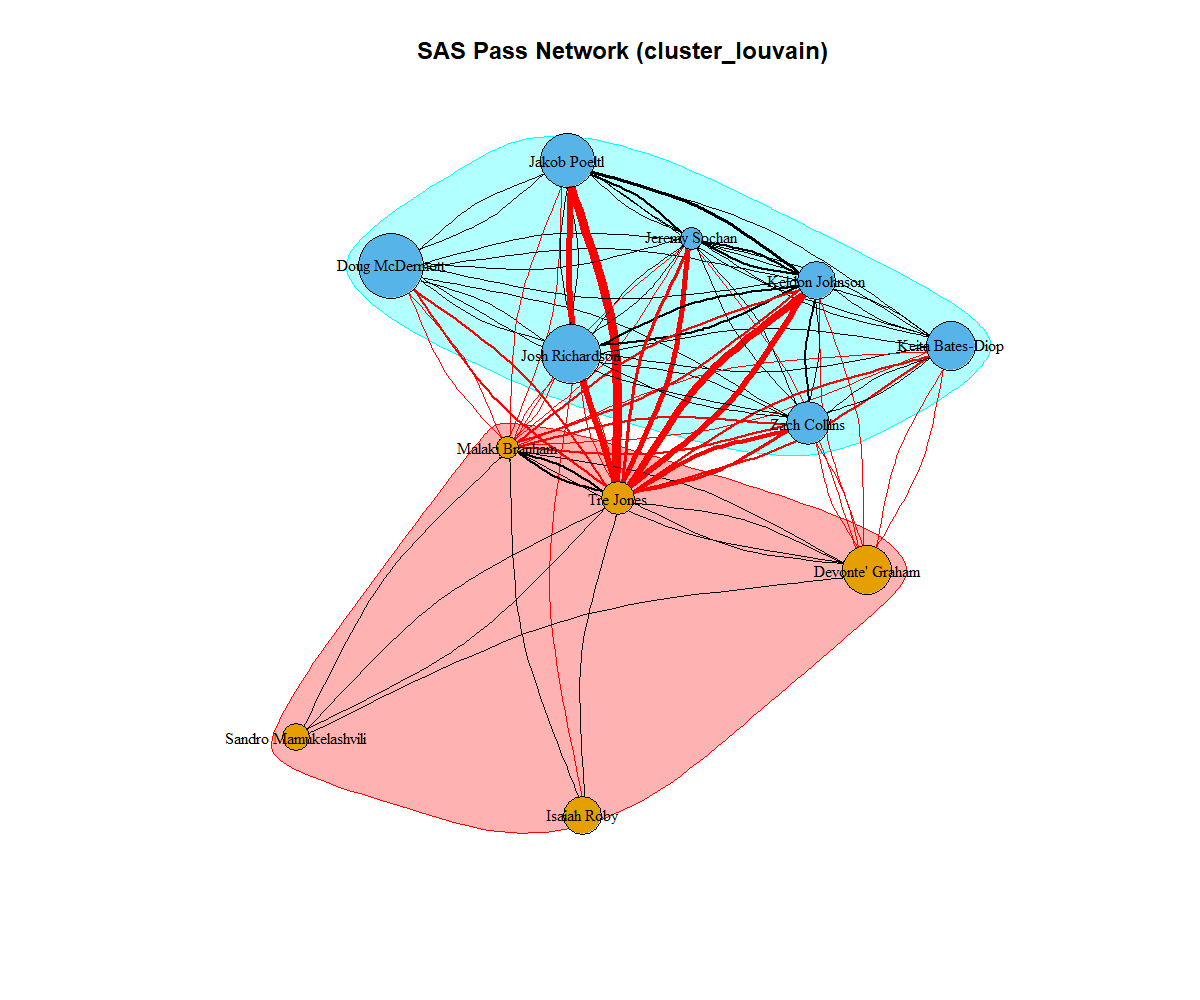 SAS Pass Network (cluster_louvain)
Jakob Poeltl
Jeremy Sochan
Doug McDermott
Keldon Johnson
Keita Bates-Diop
Josh Richardson
Zach Collins
Malaki Branham
Tre Jones
Devonte' Graham
Sandro Mamukelashvili
Isaiah Roby